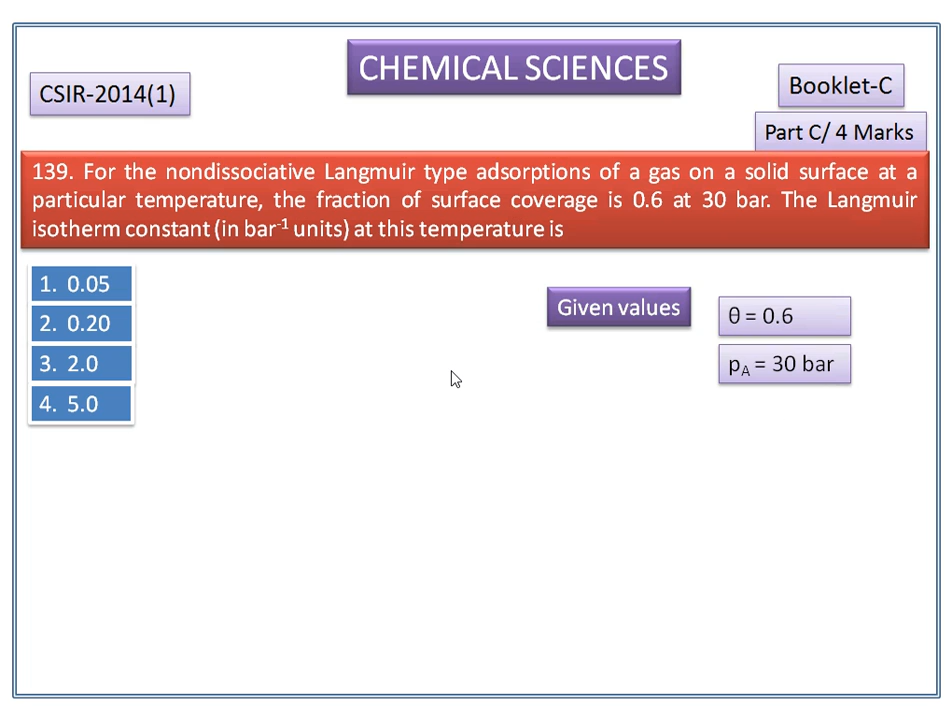 CHEMICAL SCIENCES
CSIR-2014(1)
Booklet-C
Part C/ 4 Marks
139. For the nondissociative Langmuir type adsorptions of a gas on a solid surface at a
particular temperature, the fraction of surface coverage is 0.6 at 30 bar. The Langmuir
isotherm constant (in bar⁻¹ units) at this temperature is
1. 0.05
2. 0.20
3. 2.0
4. 5.0
Given values
θ = 0.6
pₐ = 30 bar